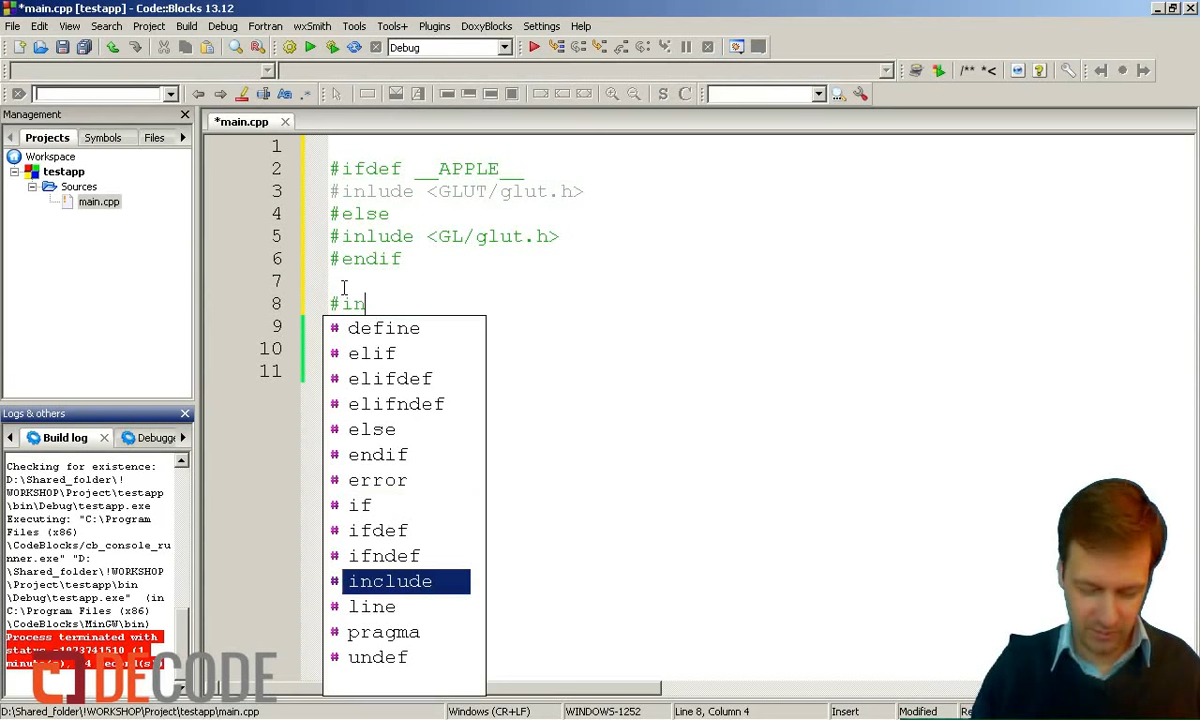 *main.cpp [testapp] - Code::Blocks 13.12
File Edit View Search Project Build Debug Fortran wxSmith Tools Tools+ Plugins DoxyBlocks Settings Help
Debug
/** *<
S C
Management
Projects Symbols Files
Workspace
testapp
Sources
main.cpp
*main.cpp
1
2 #ifdef __APPLE__
3 #inlude <GLUT/glut.h>
4 #else
5 #inlude <GL/glut.h>
6 #endif
7
8 #in
9
10
11
# define
# elif
# elifdef
# elifndef
# else
# endif
# error
# if
# ifdef
# ifndef
# include
# line
# pragma
# undef
Logs & others
Build log Debugge
Checking for existence:
D:\Shared_folder\!
WORKSHOP\Project\testapp
\bin\Debug\testapp.exe
Executing: "C:\Program
Files (x86)
\CodeBlocks/cb_console_ru
nner.exe" "D:
\Shared_folder\!WORKSHOP
\Project\testapp\bin
\Debug\testapp.exe" (in
C:\Program Files (x86)
\CodeBlocks\MinGW\bin)
Process terminated with
status -1073741510 (1
DECODE
D:\Shared_folder\!WORKSHOP\Project\testapp\main.cpp Windows (CR+LF) WINDOWS-1252 Line 8, Column 4 Insert